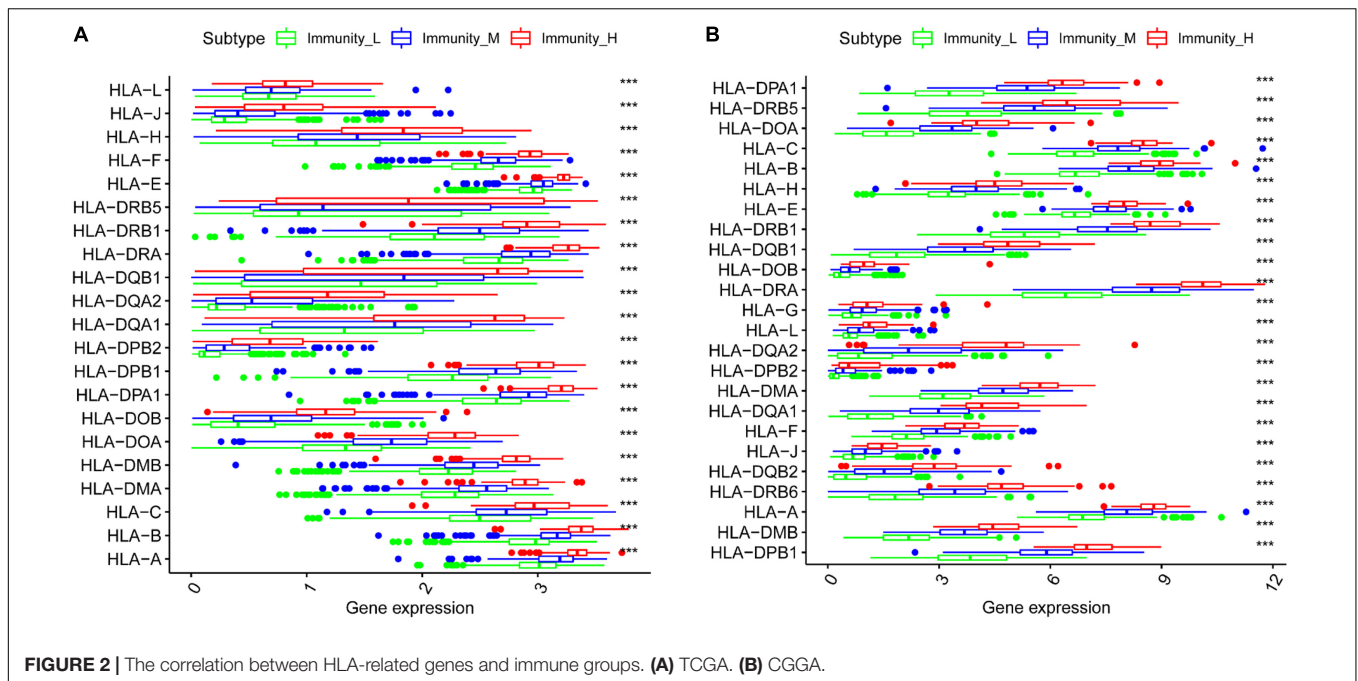 A
Subtype Immunity_L Immunity_M Immunity_H
HLA-L ***
HLA-J ***
HLA-H ***
HLA-F ***
HLA-E ***
HLA-DRB5 ***
HLA-DRB1 ***
HLA-DRA ***
HLA-DQB1 ***
HLA-DQA2 ***
HLA-DQA1 ***
HLA-DPB2 ***
HLA-DPB1 ***
HLA-DPA1 ***
HLA-DOB ***
HLA-DOA ***
HLA-DMB ***
HLA-DMA ***
HLA-C ***
HLA-B ***
HLA-A ***
0 1 2 3
Gene expression
B
Subtype Immunity_L Immunity_M Immunity_H
HLA-DPA1 ***
HLA-DRB5 ***
HLA-DOA ***
HLA-C ***
HLA-B ***
HLA-H ***
HLA-E ***
HLA-DRB1 ***
HLA-DQB1 ***
HLA-DOB ***
HLA-DRA ***
HLA-G ***
HLA-L ***
HLA-DQA2 ***
HLA-DPB2 ***
HLA-DMA ***
HLA-DQA1 ***
HLA-F ***
HLA-J ***
HLA-DQB2 ***
HLA-DRB6 ***
HLA-A ***
HLA-DMB ***
HLA-DPB1 ***
0 3 6 9 12
Gene expression
FIGURE 2 | The correlation between HLA-related genes and immune groups. (A) TCGA. (B) CGGA.